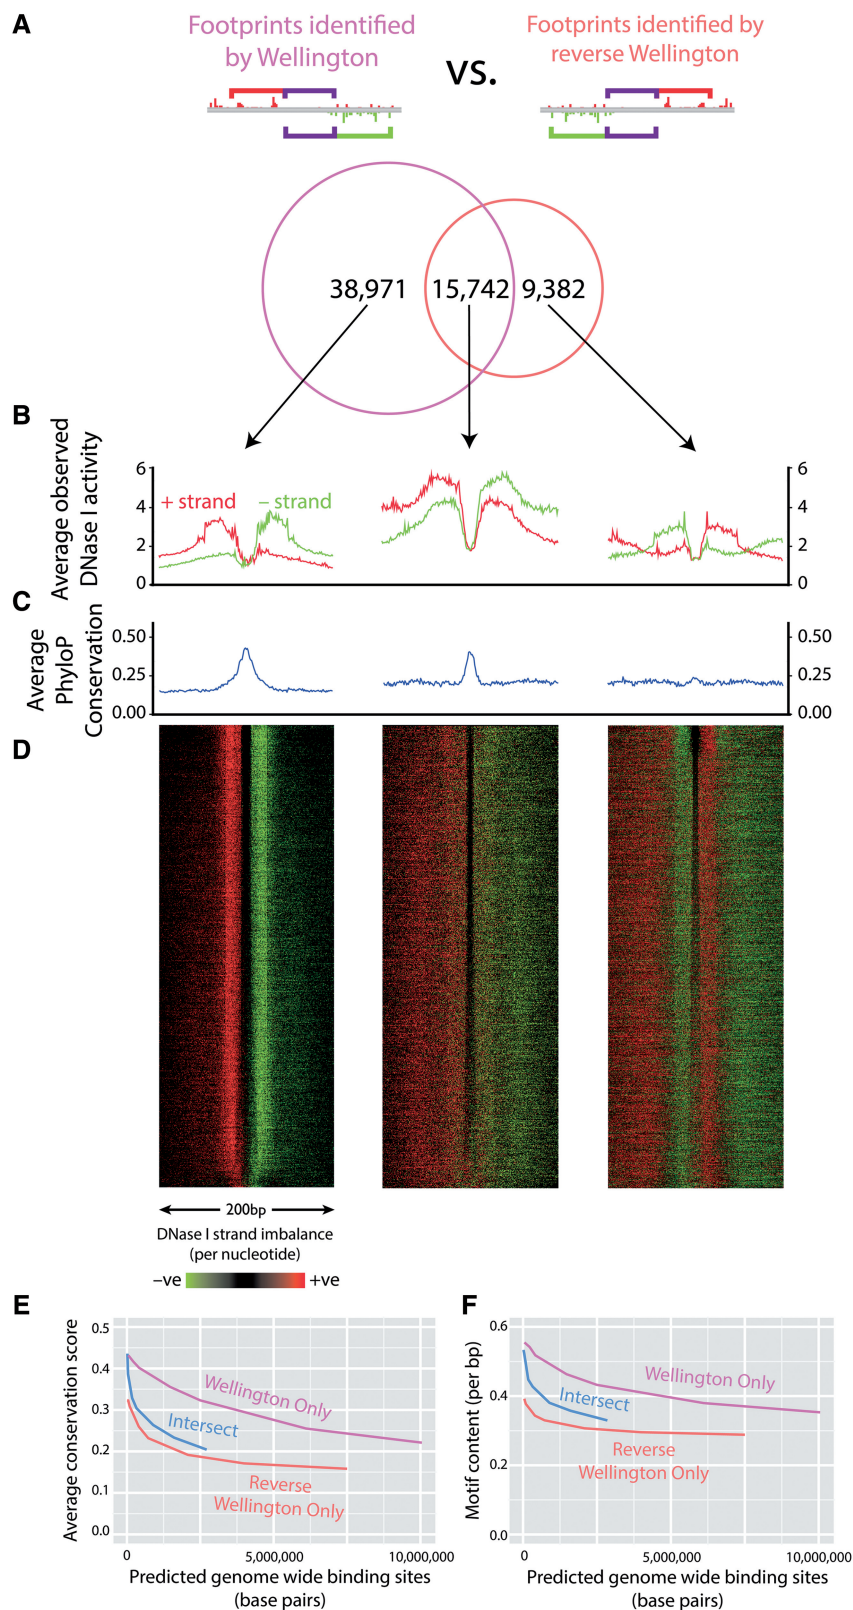 A
Footprints identified
by Wellington
vs.
Footprints identified by
reverse Wellington
38,971
15,742
9,382
B
Average observed
DNase I activity
6
4
2
0
+ strand
– strand
6
4
2
0
C
Average
PhyloP
Conservation
0.50
0.25
0.00
0.50
0.25
0.00
D
200bp
DNase I strand imbalance
(per nucleotide)
–ve
+ve
E
Average conservation score
0.5
0.4
0.3
0.2
0.1
0.0
Wellington Only
Intersect
Reverse
Wellington Only
0
5,000,000
10,000,000
Predicted genome wide binding sites
(base pairs)
F
Motif content (per bp)
0.6
0.4
0.2
0.0
Wellington Only
Intersect
Reverse
Wellington Only
0
5,000,000
10,000,000
Predicted genome wide binding sites
(base pairs)